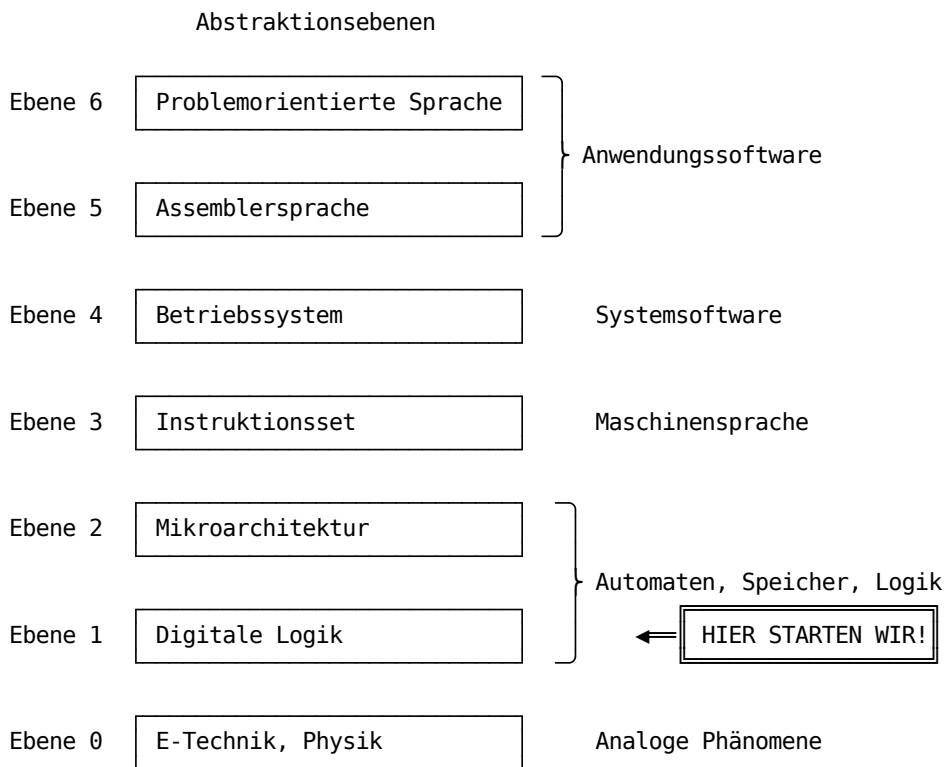 Abstraktionsebenen
Ebene 6 Problemorientierte Sprache
Anwendungssoftware
Ebene 5 Assemblersprache
Ebene 4 Betriebssystem Systemsoftware
Ebene 3 Instruktionsset Maschinensprache
Ebene 2 Mikroarchitektur
Automaten, Speicher, Logik
Ebene 1 Digitale Logik HIER STARTEN WIR!
Ebene 0 E-Technik, Physik Analoge Phänomene